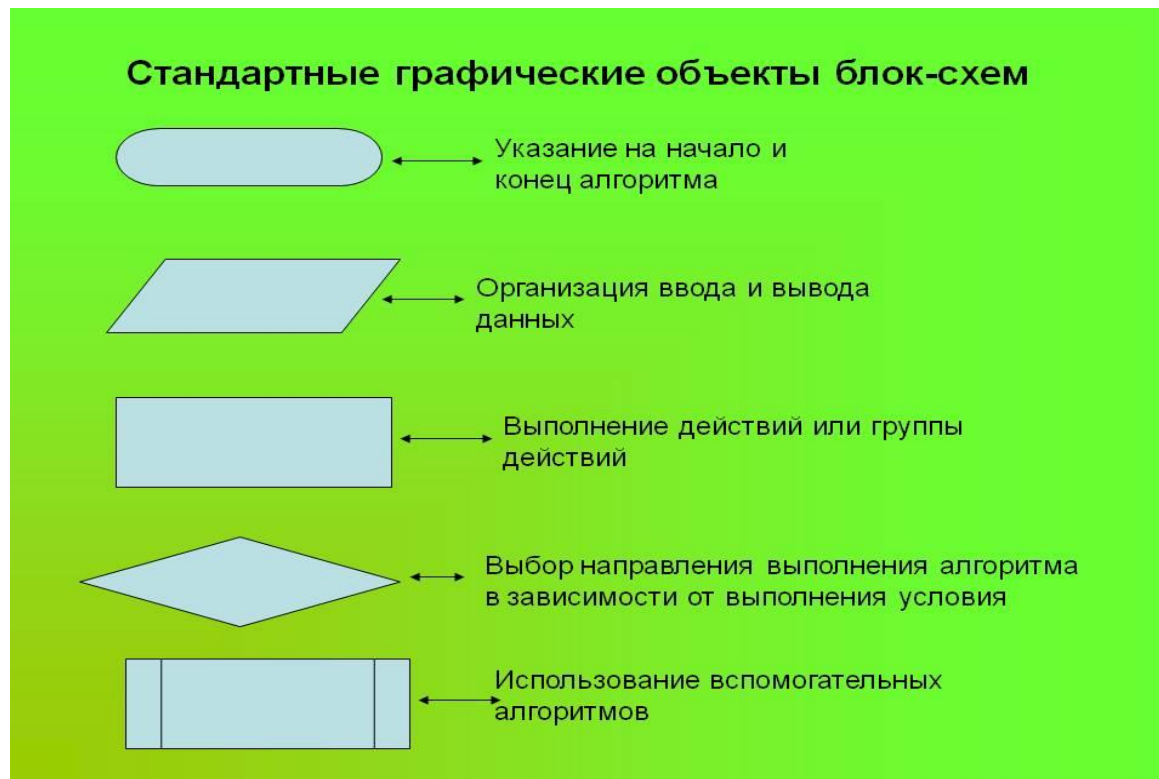 Стандартные графические объекты блок-схем
Указание на начало и
конец алгоритма
Организация ввода и вывода
данных
Выполнение действий или группы
действий
Выбор направления выполнения алгоритма
в зависимости от выполнения условия
Использование вспомогательных
алгоритмов